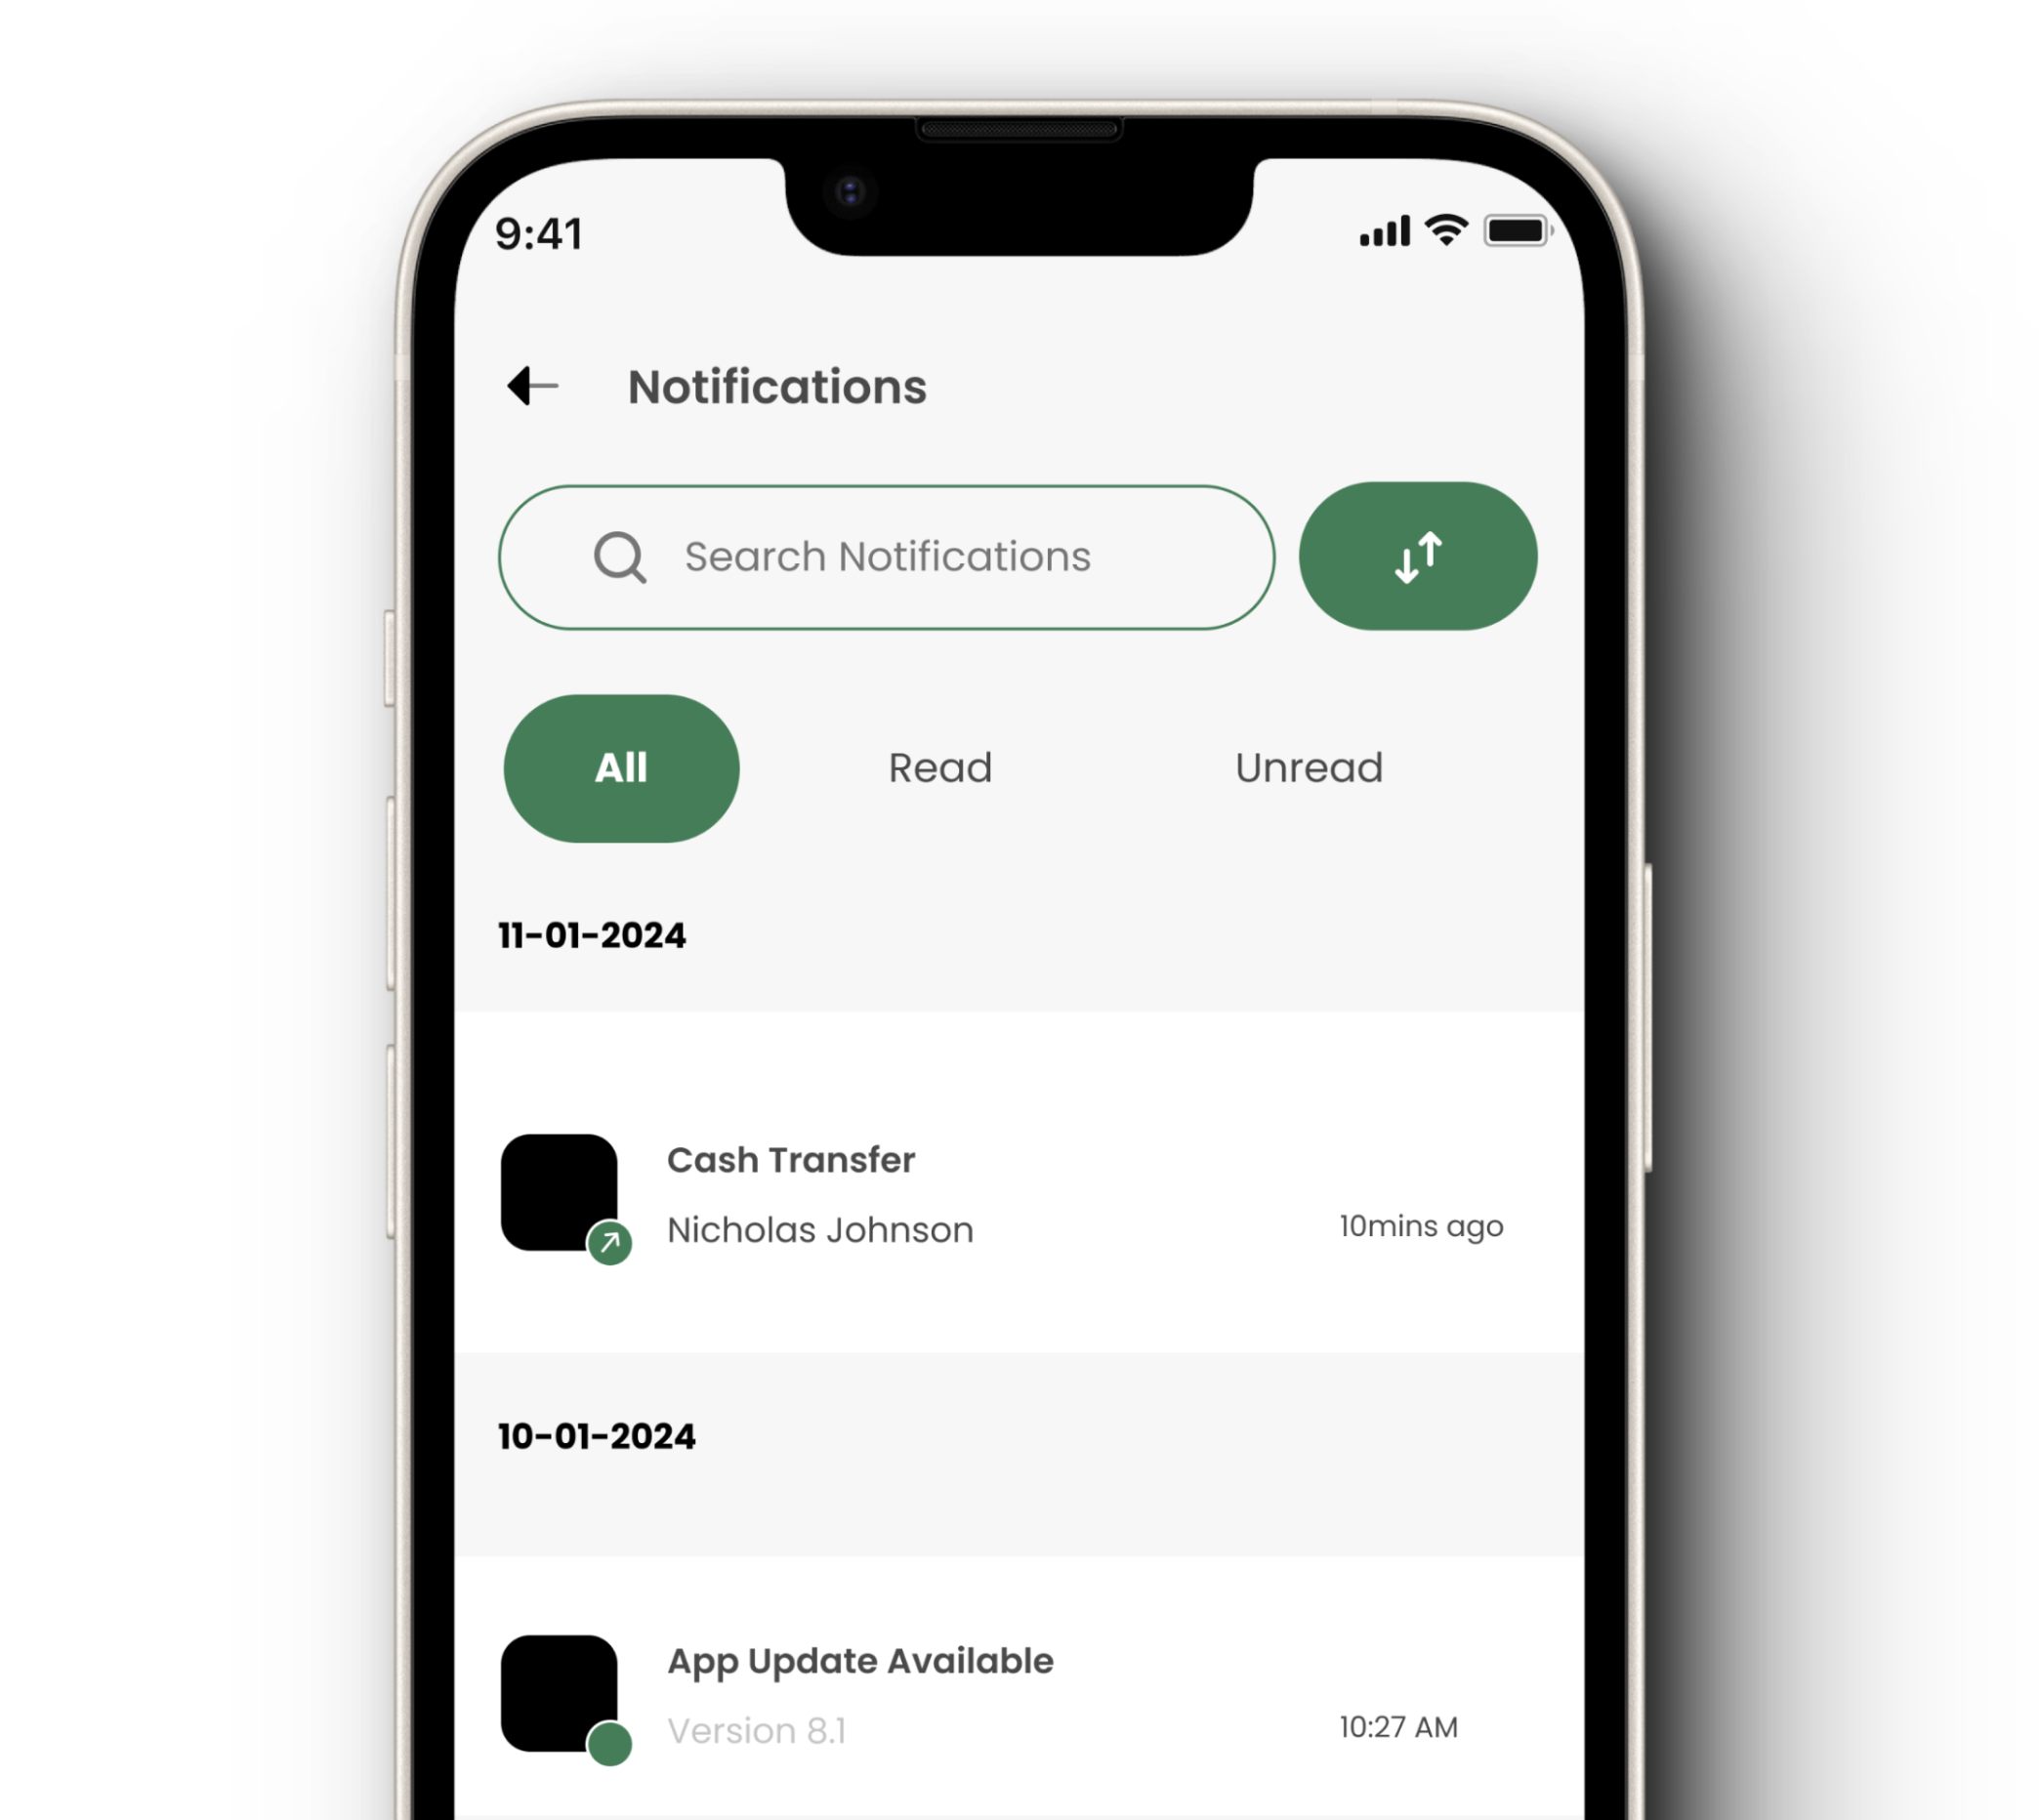 9:41
Notifications
Search Notifications
All Read Unread
11-01-2024
Cash Transfer
Nicholas Johnson 10mins ago
10-01-2024
App Update Available
Version 8.1 10:27 AM